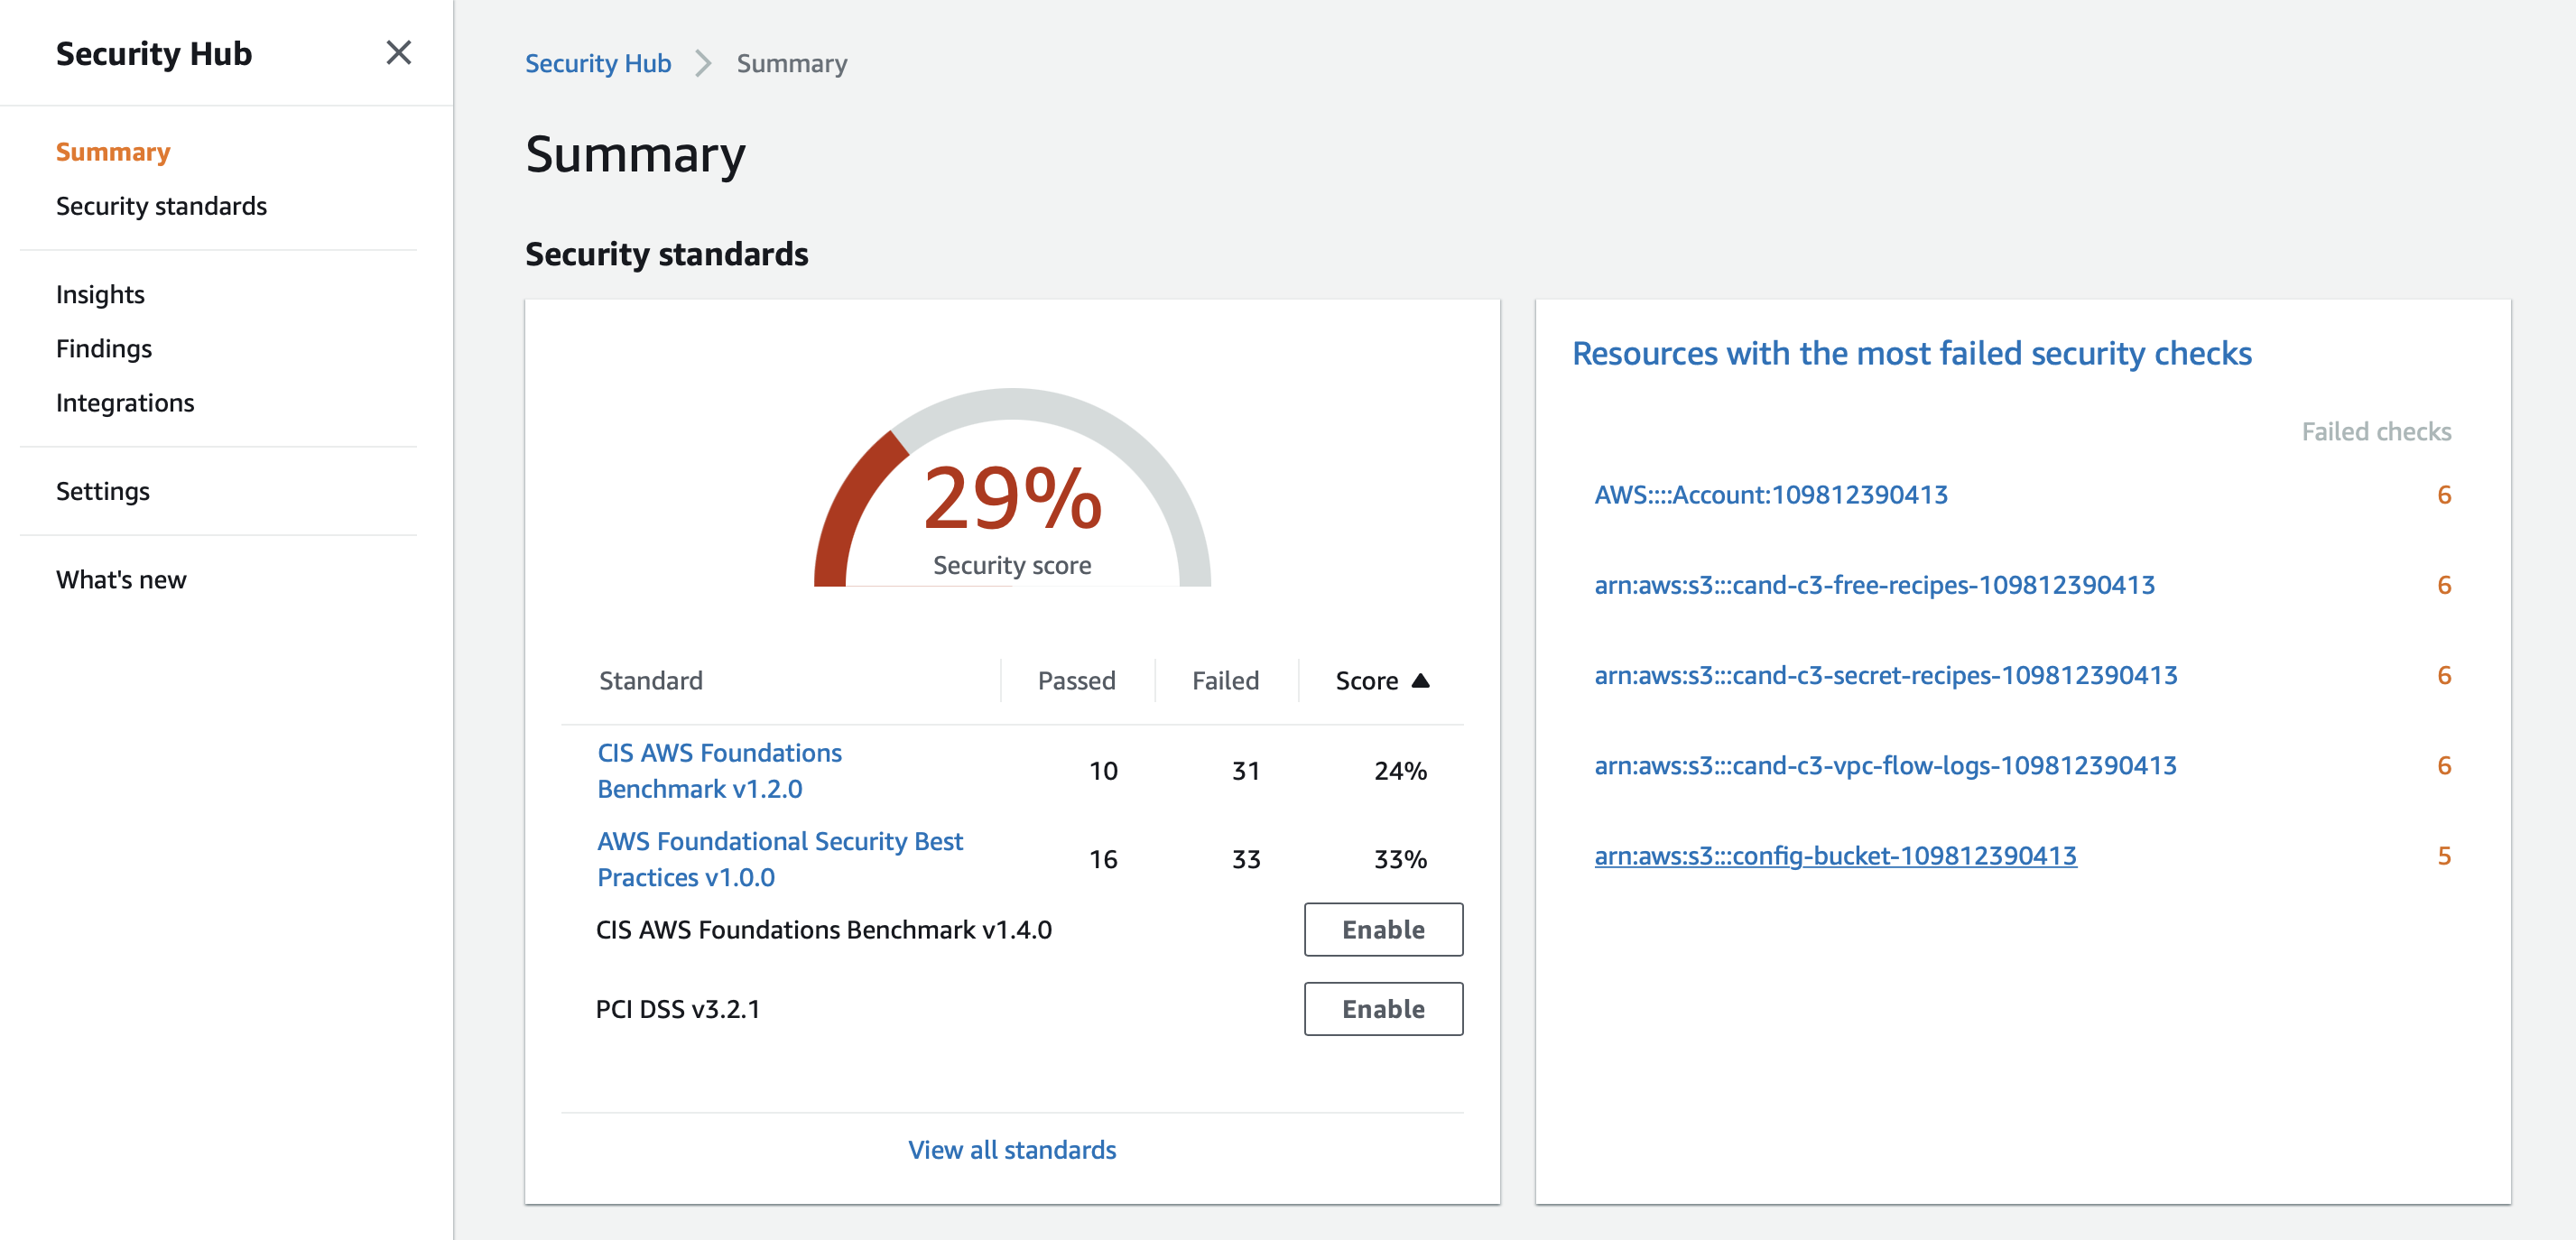 Security Hub
Summary
Security standards
Insights
Findings
Integrations
Settings
What's new
Security Hub Summary
Summary
Security standards
29%
Security score
Standard Passed Failed Score
CIS AWS Foundations
Benchmark v1.2.0
10 31 24%
AWS Foundational Security Best
Practices v1.0.0
16 33 33%
CIS AWS Foundations Benchmark v1.4.0 Enable
PCI DSS v3.2.1 Enable
View all standards
Resources with the most failed security checks
Failed checks
AWS::::Account:109812390413 6
arn:aws:s3:::cand-c3-free-recipes-109812390413 6
arn:aws:s3:::cand-c3-secret-recipes-109812390413 6
arn:aws:s3:::cand-c3-vpc-flow-logs-109812390413 6
arn:aws:s3:::config-bucket-109812390413 5